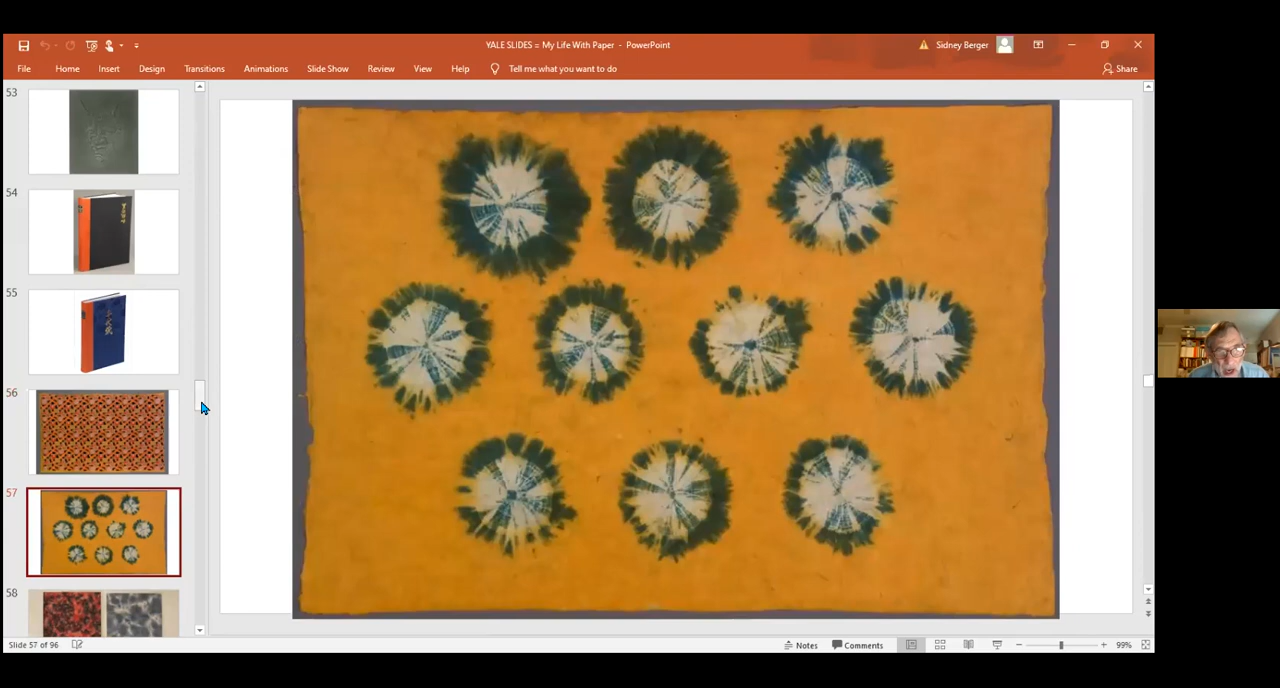 YALE SLIDES = My Life With Paper - PowerPoint
Sidney Berger
File Home Insert Design Transitions Animations Slide Show Review View Help Tell me what you want to do
Share
53
54
55
56
57
58
Slide 57 of 96
Notes Comments
99%